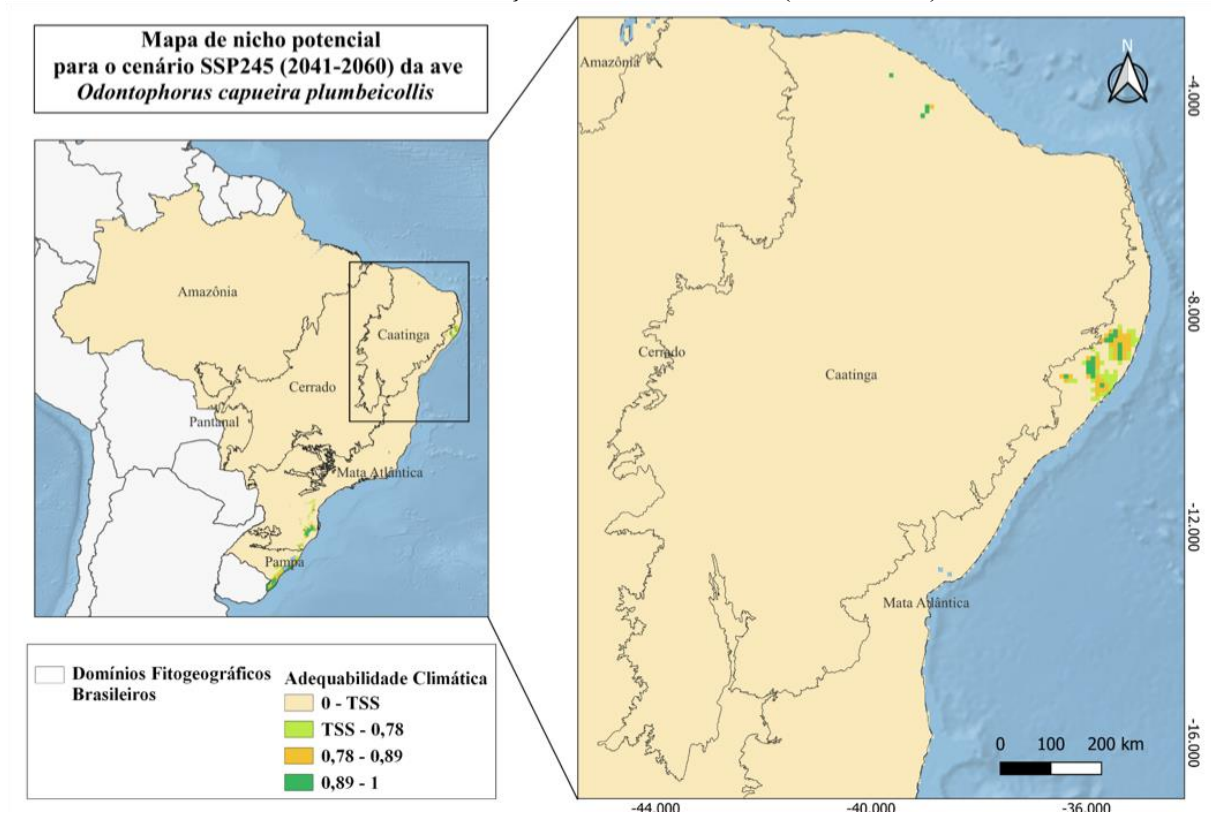 Mapa de nicho potencial
para o cenário SSP245 (2041-2060) da ave
Odontophorus capueira plumbeicollis
Amazônia
Caatinga
Cerrado
Pantanal
Mata Atlântica
Pampa
Domínios Fitogeográficos
Brasileiros
Adequabilidade Climática
0 - TSS
TSS - 0,78
0,78 - 0,89
0,89 - 1
Amazônia
N
Cerrado
Caatinga
Mata Atlântica
0 100 200 km
-4.000
-8.000
-12.000
-16.000
-44.000 -40.000 -36.000